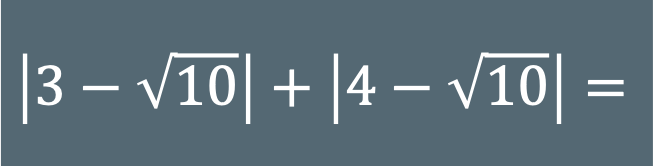 |3 − √10| + |4 − √10| =